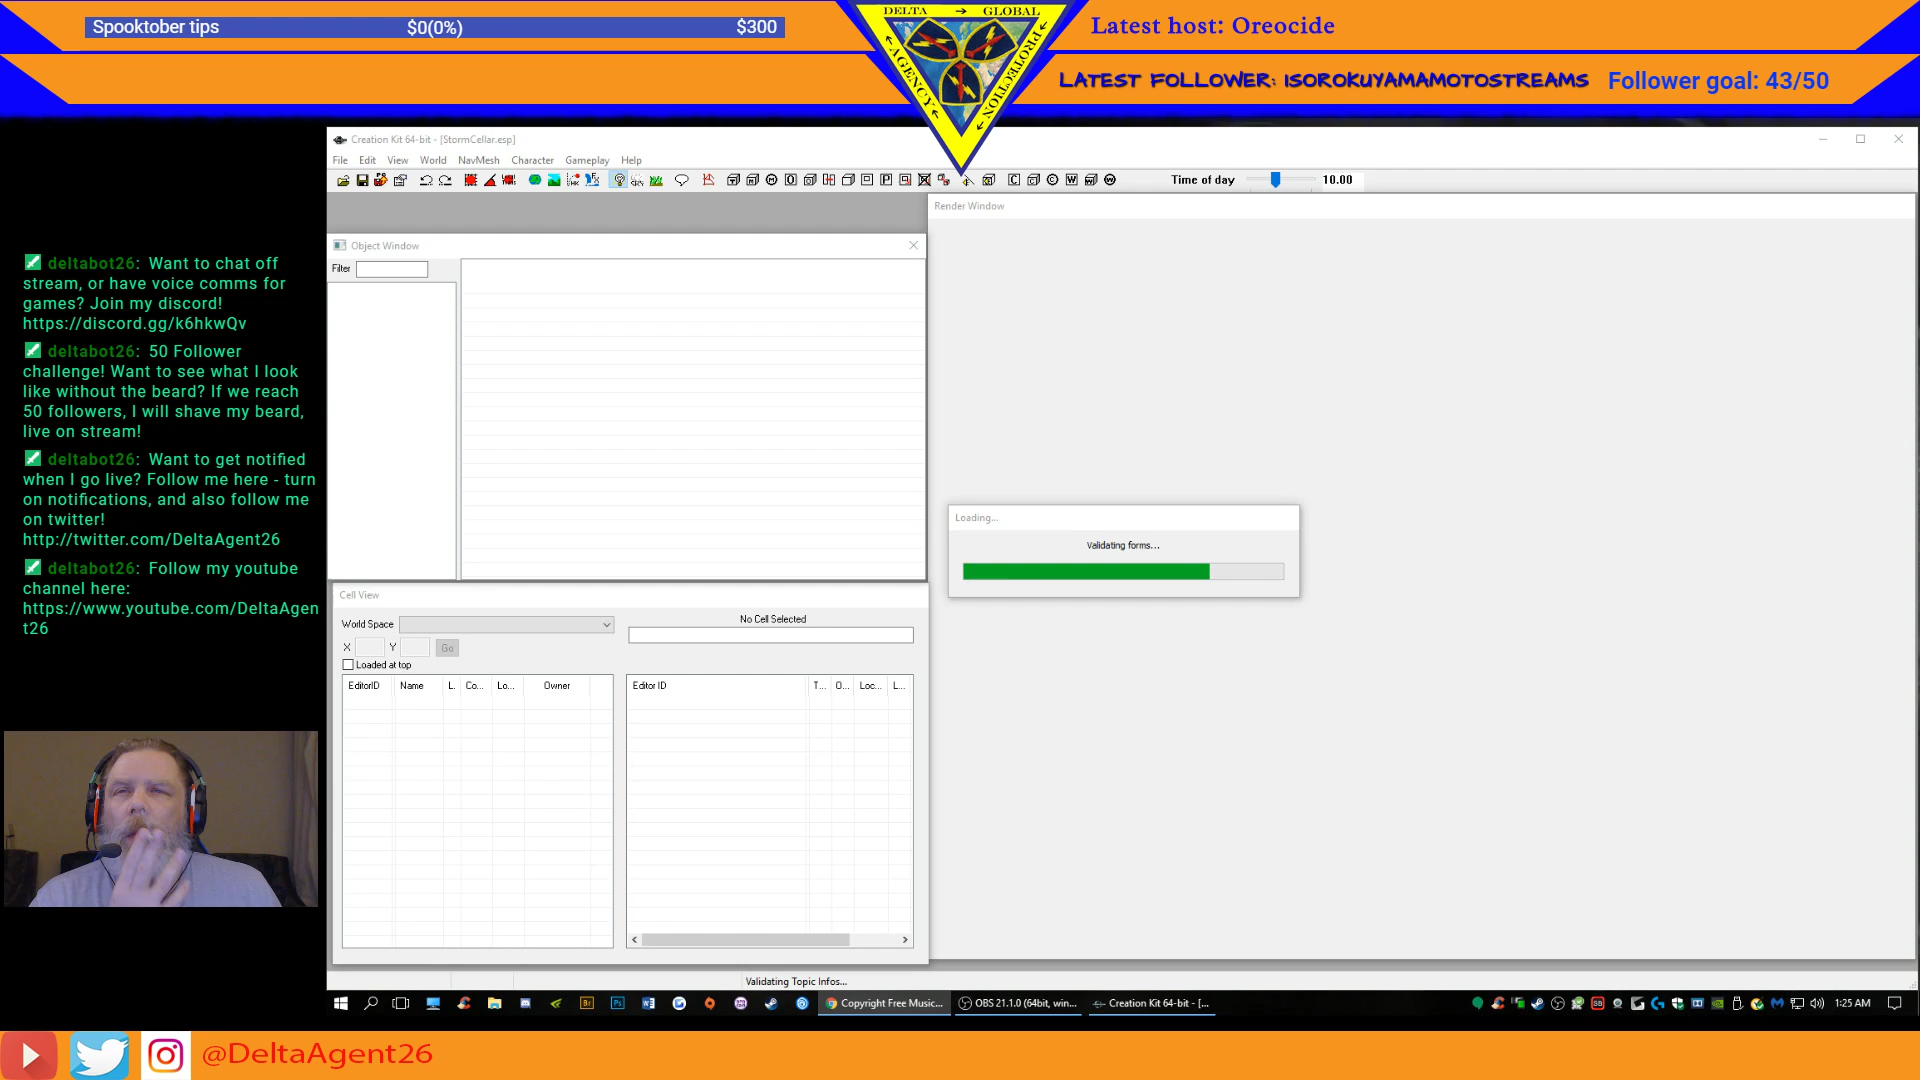 Spooktober tips $0(0%) $300
DELTA → GLOBAL
PROTECTION
AGENCY
Latest host: Oreocide
LATEST FOLLOWER: ISOROKUYAMAMOTOSTREAMS Follower goal: 43/50
Creation Kit 64-bit - [StormCellar.esp]
File Edit View World NavMesh Character Gameplay Help
Time of day 10.00
Render Window
Object Window
Filter
deltabot26: Want to chat off
stream, or have voice comms for
games? Join my discord!
https://discord.gg/k6hkwQv
deltabot26: 50 Follower
challenge! Want to see what I look
like without the beard? If we reach
50 followers, I will shave my beard,
live on stream!
deltabot26: Want to get notified
when I go live? Follow me here - turn
on notifications, and also follow me
on twitter!
http://twitter.com/DeltaAgent26
deltabot26: Follow my youtube
channel here:
https://www.youtube.com/DeltaAgen
t26
Loading...
Validating forms...
Cell View
World Space
No Cell Selected
X Y Go
Loaded at top
EditorID Name L. Co... Lo... Owner
Editor ID T... O... Loc... L...
Validating Topic Infos...
Copyright Free Music...
OBS 21.1.0 (64bit, win...
Creation Kit 64-bit - [...
1:25 AM
@DeltaAgent26